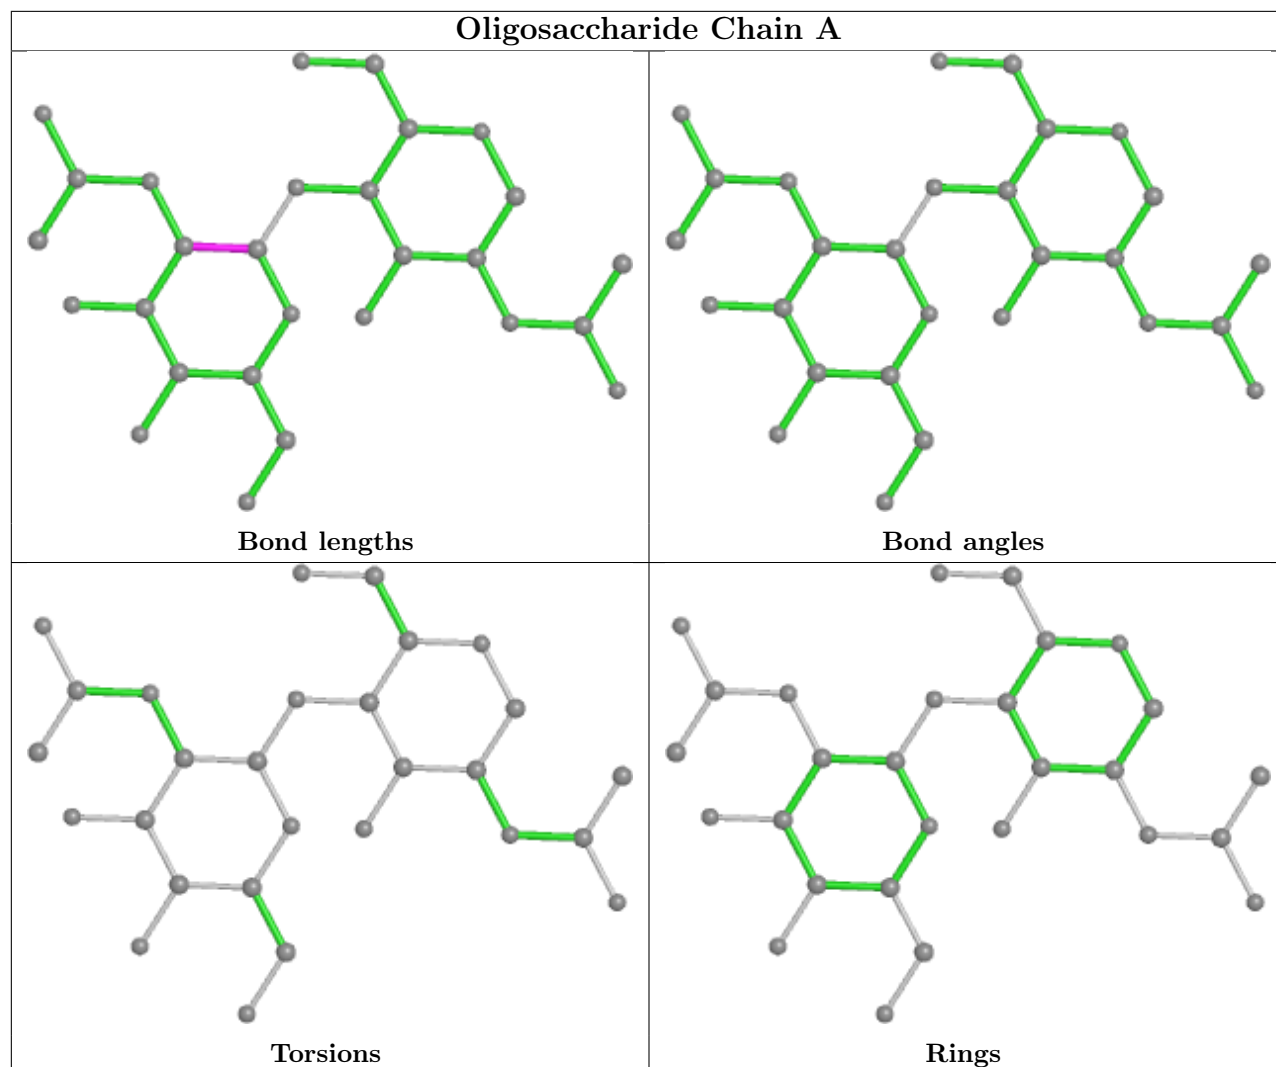 Oligosaccharide Chain A
Bond lengths
Bond angles
Torsions
Rings